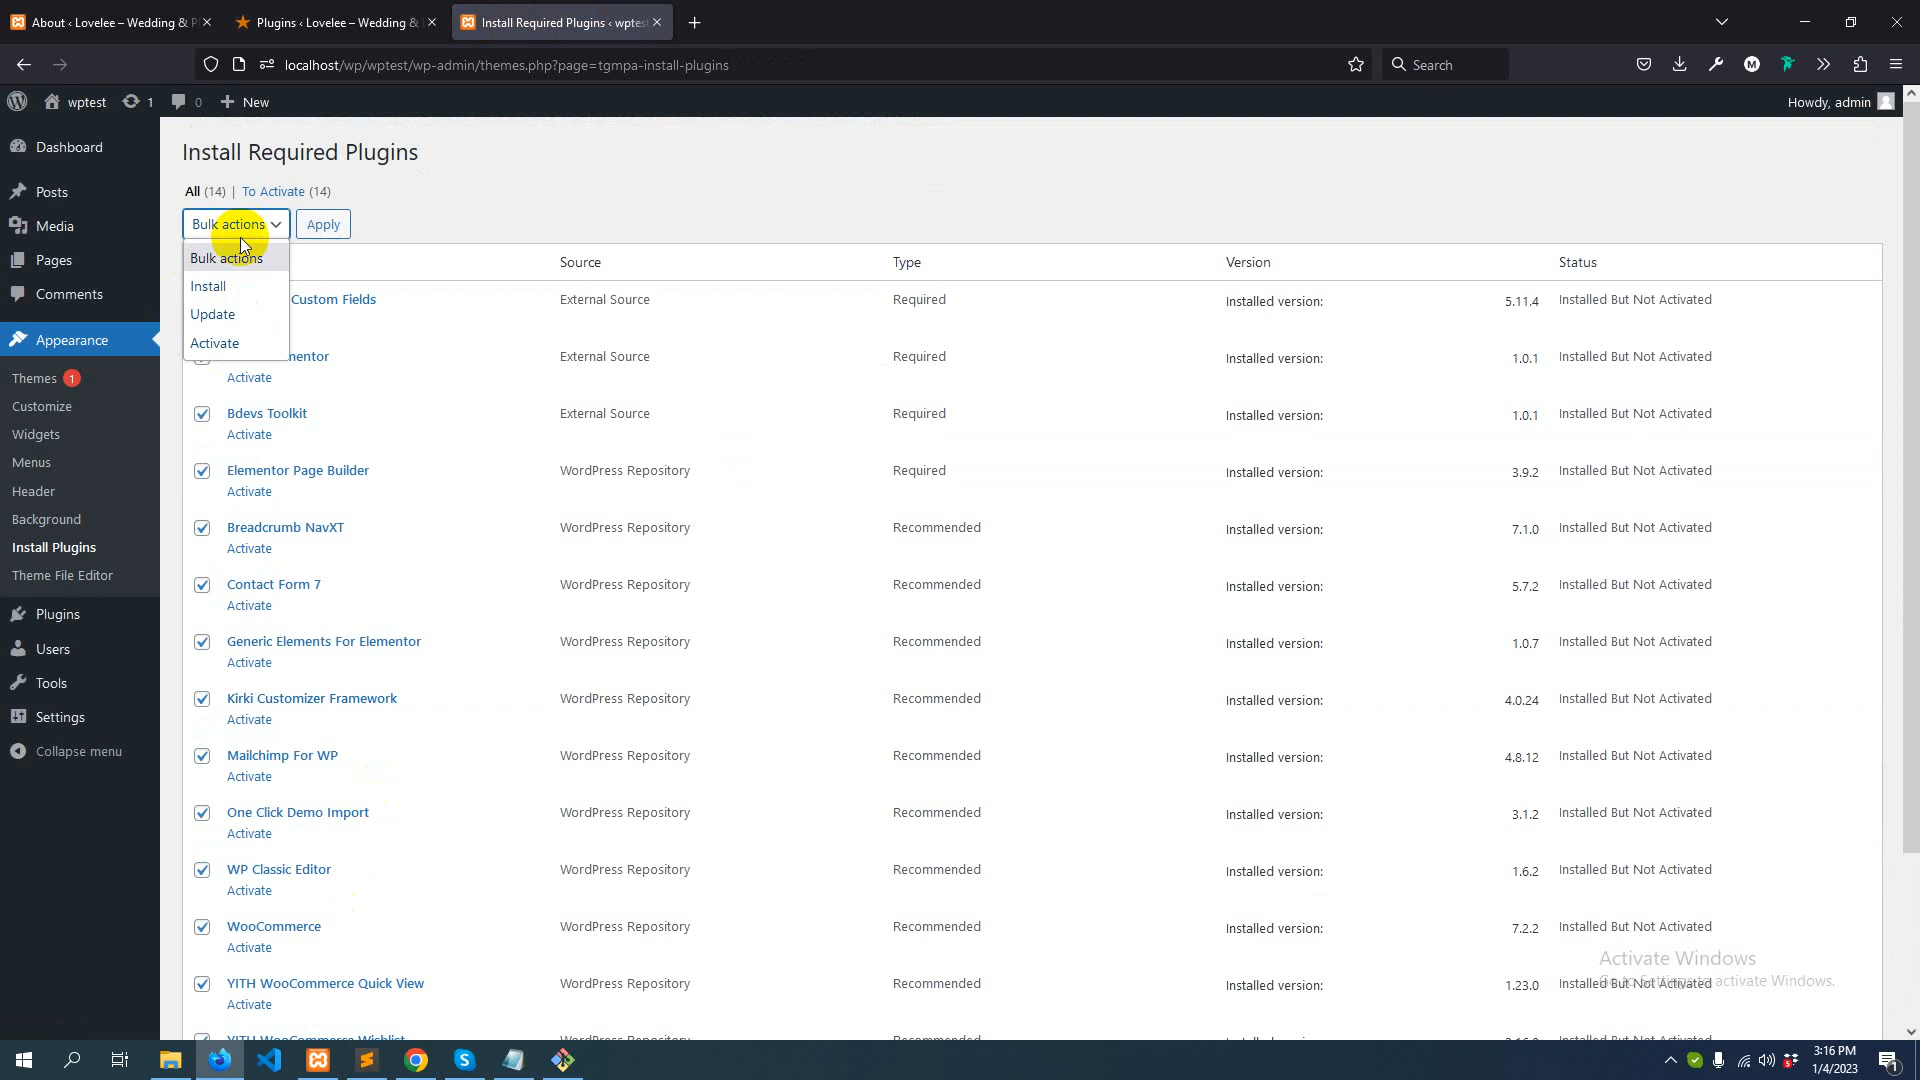 About ‹ Lovelee – Wedding & P
Plugins ‹ Lovelee – Wedding &
Install Required Plugins ‹ wptes
localhost/wp/wptest/wp-admin/themes.php?page=tgmpa-install-plugins
Search
wptest
1
0
New
Howdy, admin
Dashboard
Posts
Media
Pages
Comments
Appearance
Themes 1
Customize
Widgets
Menus
Header
Background
Install Plugins
Theme File Editor
Plugins
Users
Tools
Settings
Collapse menu
Install Required Plugins
All (14) | To Activate (14)
Bulk actions Apply
Bulk actions
Install
Update
Activate
Source Type Version Status
Custom Fields External Source Required Installed version: 5.11.4 Installed But Not Activated
mentor External Source Required Installed version: 1.0.1 Installed But Not Activated
Activate
Bdevs Toolkit External Source Required Installed version: 1.0.1 Installed But Not Activated
Activate
Elementor Page Builder WordPress Repository Required Installed version: 3.9.2 Installed But Not Activated
Activate
Breadcrumb NavXT WordPress Repository Recommended Installed version: 7.1.0 Installed But Not Activated
Activate
Contact Form 7 WordPress Repository Recommended Installed version: 5.7.2 Installed But Not Activated
Activate
Generic Elements For Elementor WordPress Repository Recommended Installed version: 1.0.7 Installed But Not Activated
Activate
Kirki Customizer Framework WordPress Repository Recommended Installed version: 4.0.24 Installed But Not Activated
Activate
Mailchimp For WP WordPress Repository Recommended Installed version: 4.8.12 Installed But Not Activated
Activate
One Click Demo Import WordPress Repository Recommended Installed version: 3.1.2 Installed But Not Activated
Activate
WP Classic Editor WordPress Repository Recommended Installed version: 1.6.2 Installed But Not Activated
Activate
WooCommerce WordPress Repository Recommended Installed version: 7.2.2 Installed But Not Activated
Activate
YITH WooCommerce Quick View WordPress Repository Recommended Installed version: 1.23.0 Installed But Not Activated
Activate
YITH WooCommerce Wishlist
Activate Windows
Go to Settings to activate Windows.
3:16 PM
1/4/2023
1